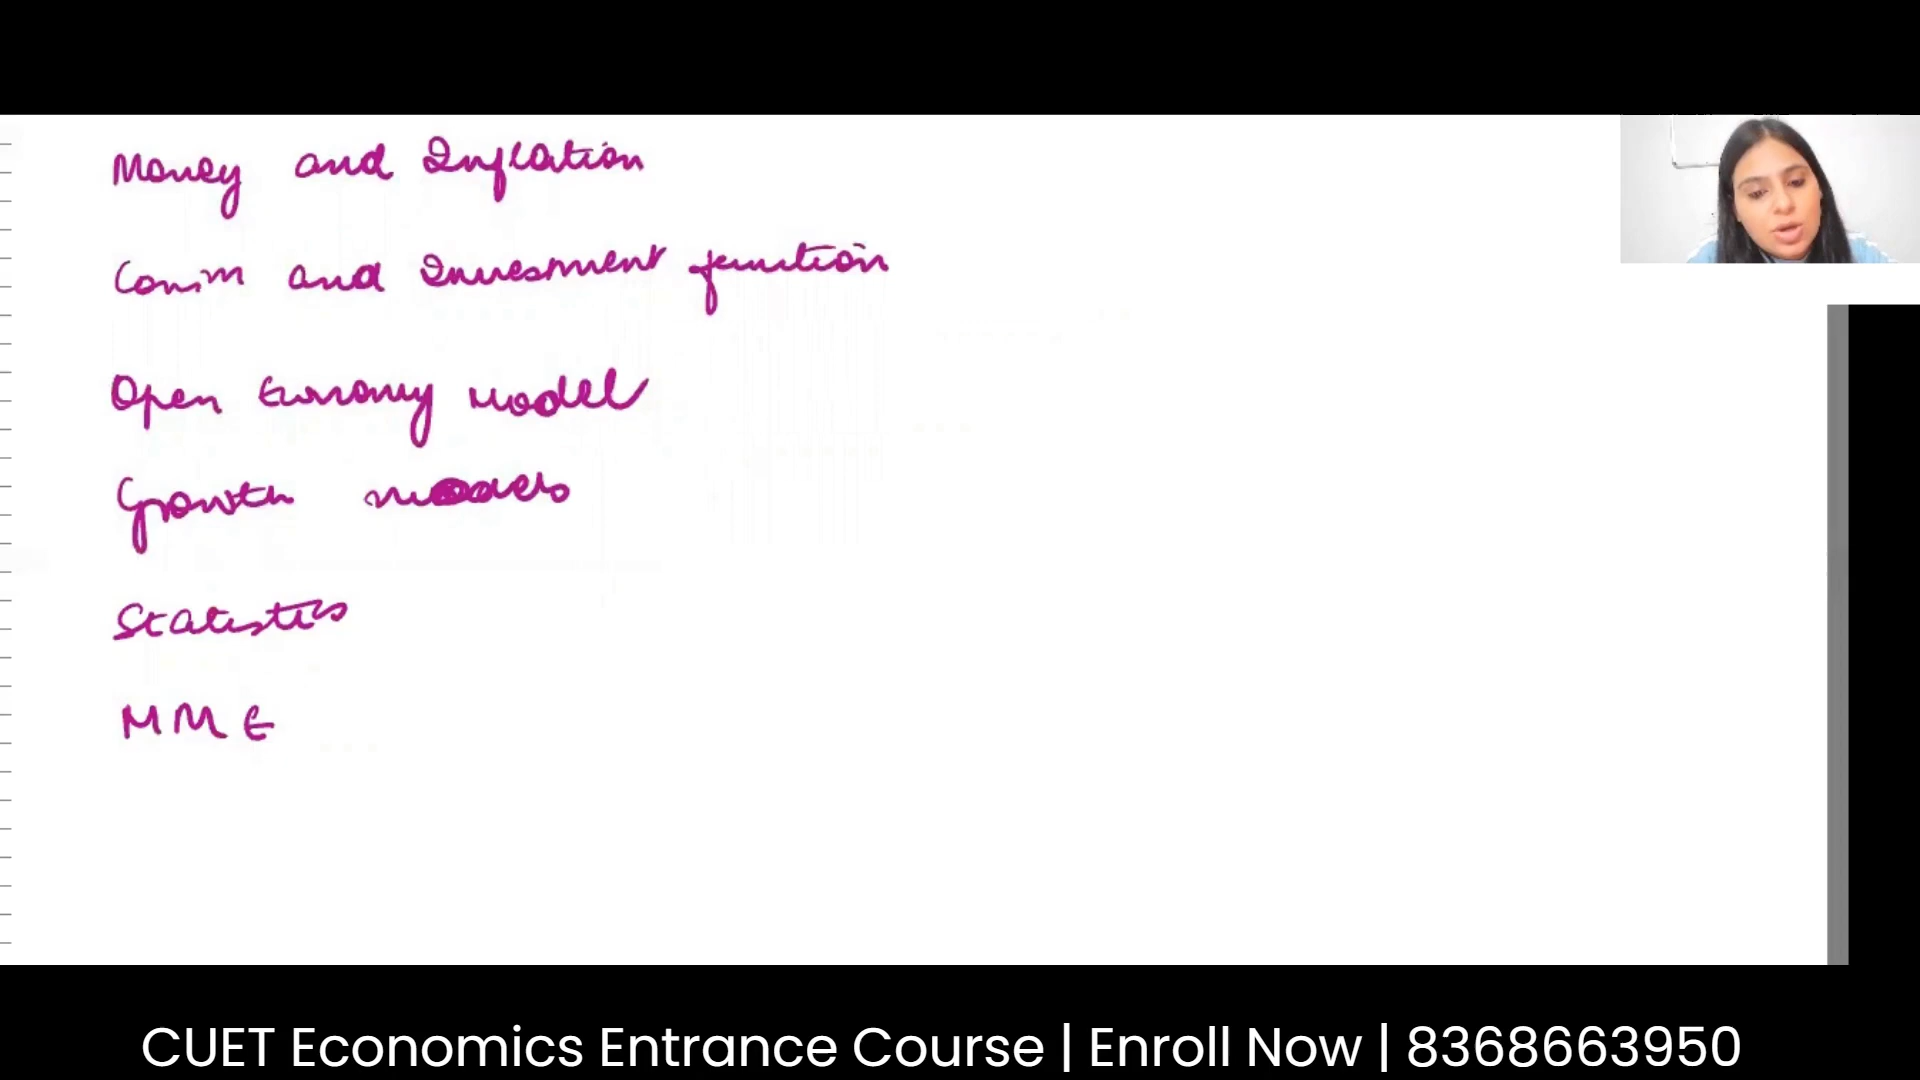 Money and Inflation
Consm and Investment function
Open Economy model
Growth models
Statistics
MME
CUET Economics Entrance Course | Enroll Now | 8368663950